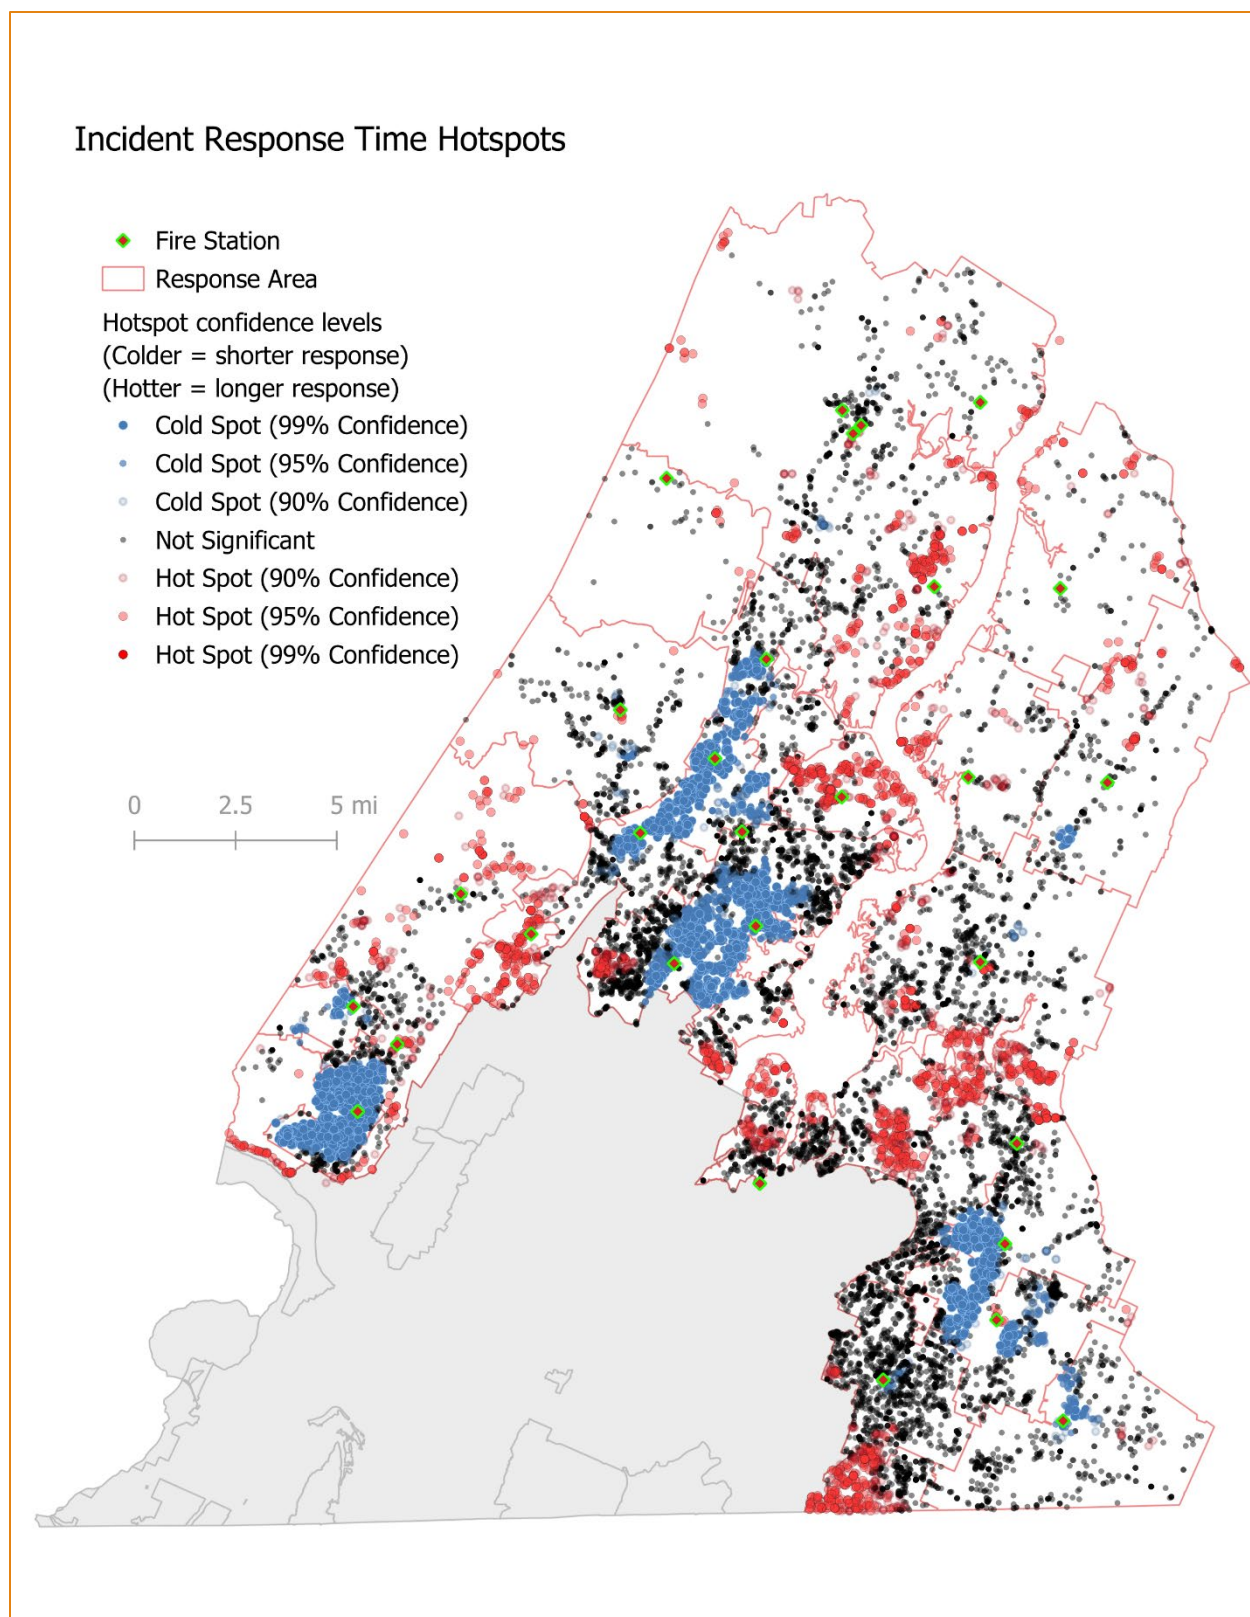 Incident Response Time Hotspots
Fire Station
Response Area
Hotspot confidence levels
(Colder = shorter response)
(Hotter = longer response)
Cold Spot (99% Confidence)
Cold Spot (95% Confidence)
Cold Spot (90% Confidence)
Not Significant
Hot Spot (90% Confidence)
Hot Spot (95% Confidence)
Hot Spot (99% Confidence)
0 2.5 5 mi